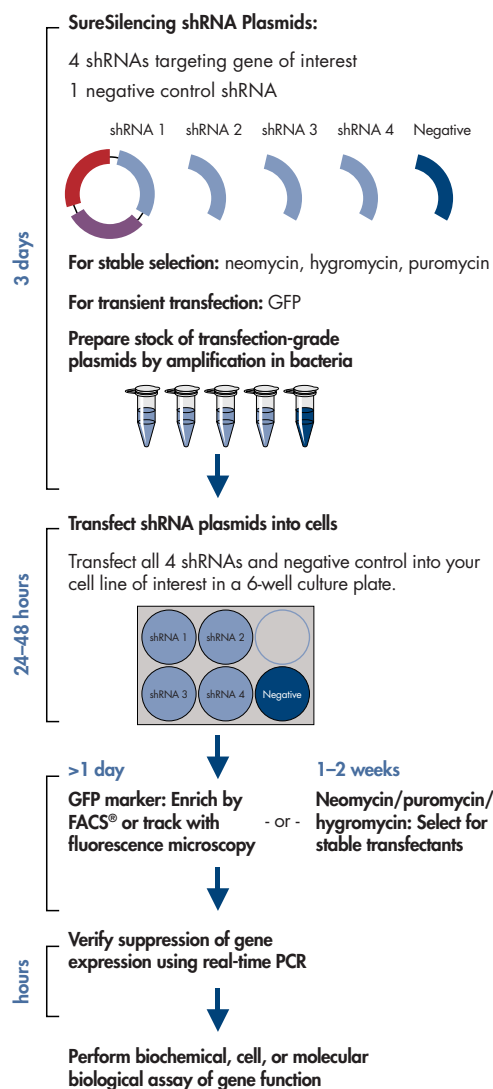 SureSilencing shRNA Plasmids:
4 shRNAs targeting gene of interest
1 negative control shRNA
shRNA 1 shRNA 2 shRNA 3 shRNA 4 Negative
3 days
For stable selection: neomycin, hygromycin, puromycin
For transient transfection: GFP
Prepare stock of transfection-grade
plasmids by amplification in bacteria
Transfect shRNA plasmids into cells
24–48 hours
Transfect all 4 shRNAs and negative control into your
cell line of interest in a 6-well culture plate.
shRNA 1 shRNA 2
shRNA 3 shRNA 4 Negative
>1 day
GFP marker: Enrich by
FACS® or track with
fluorescence microscopy
- or -
1–2 weeks
Neomycin/puromycin/
hygromycin: Select for
stable transfectants
hours
Verify suppression of gene
expression using real-time PCR
Perform biochemical, cell, or molecular
biological assay of gene function